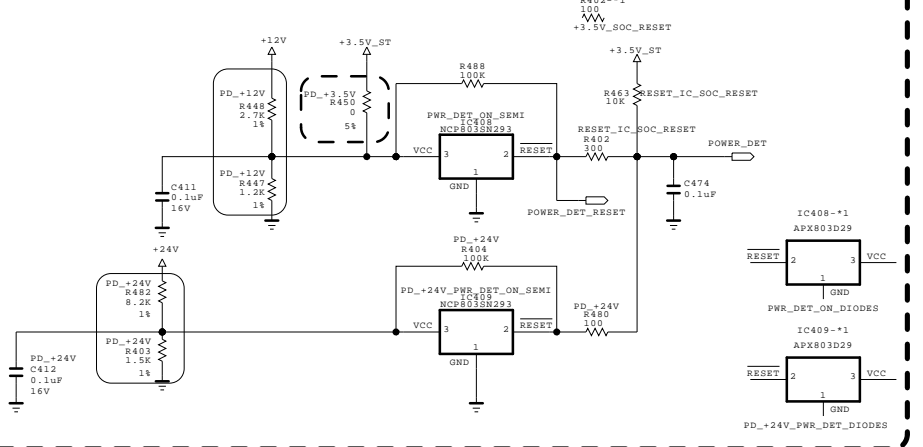 R402-*1
100
+3.5V_SOC_RESET
+12V
+3.5V_ST
+3.5V_ST
R488
100K
PD_+12V
R448
2.7K
1%
PD_+3.5V
R450
0
5%
R463
10K
RESET_IC_SOC_RESET
PWR_DET_ON_SEMI
IC408
NCP803SN293
RESET_IC_SOC_RESET
R402
300
POWER_DET
VCC
3
2
RESET
1
GND
PD_+12V
R447
1.2K
1%
C411
0.1uF
16V
C474
0.1uF
POWER_DET_RESET
IC408-*1
APX803D29
RESET
2
3
VCC
1
GND
PWR_DET_ON_DIODES
+24V
PD_+24V
R404
100K
PD_+24V
R482
8.2K
1%
PD_+24V_PWR_DET_ON_SEMI
IC409
NCP803SN293
PD_+24V
R480
100
VCC
3
2
RESET
1
GND
PD_+24V
R403
1.5K
1%
PD_+24V
C412
0.1uF
16V
IC409-*1
APX803D29
RESET
2
3
VCC
1
GND
PD_+24V_PWR_DET_DIODES